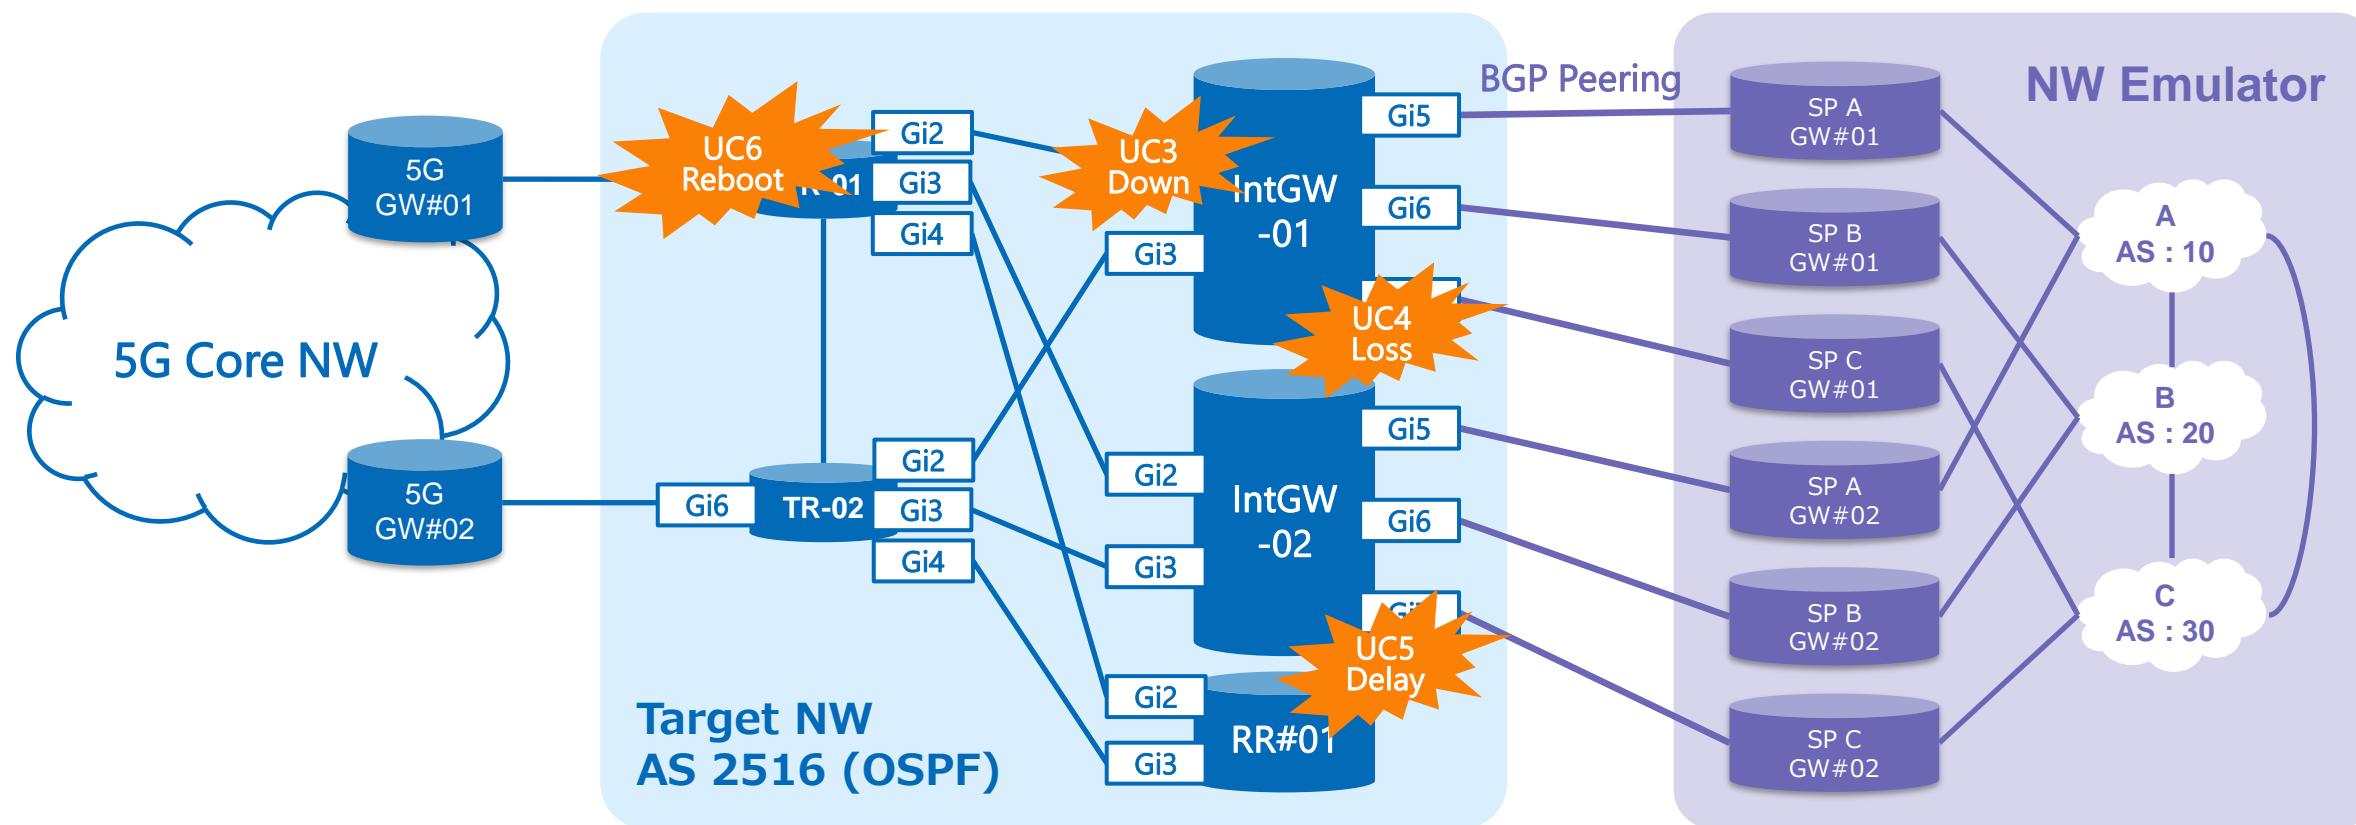 5G
GW#01
5G Core NW
5G
GW#02
UC6
Reboot
R-01
Gi2
Gi3
Gi4
UC3
Down
Gi3
IntGW
-01
Gi5
Gi6
UC4
Loss
Gi6
TR-02
Gi2
Gi3
Gi4
Gi2
Gi3
IntGW
-02
Gi5
Gi6
UC5
Delay
Gi2
Gi3
RR#01
Target NW
AS 2516 (OSPF)
BGP Peering
NW Emulator
SP A
GW#01
SP B
GW#01
SP C
GW#01
SP A
GW#02
SP B
GW#02
SP C
GW#02
A
AS : 10
B
AS : 20
C
AS : 30